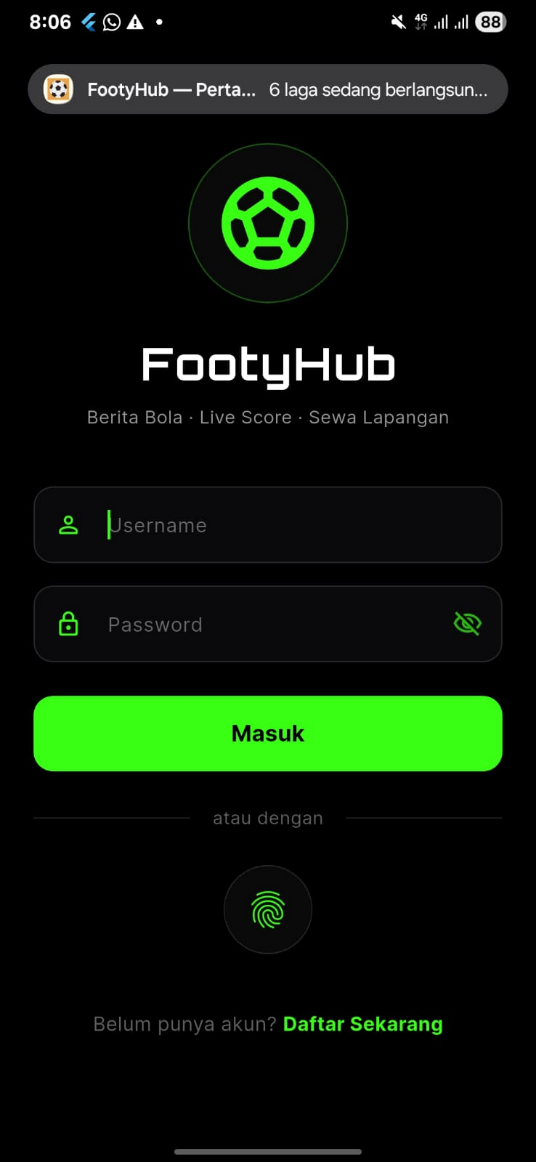 8:06
4G
88
FootyHub — Perta... 6 laga sedang berlangsun...
FootyHub
Berita Bola · Live Score · Sewa Lapangan
Username
Password
Masuk
atau dengan
Belum punya akun? Daftar Sekarang